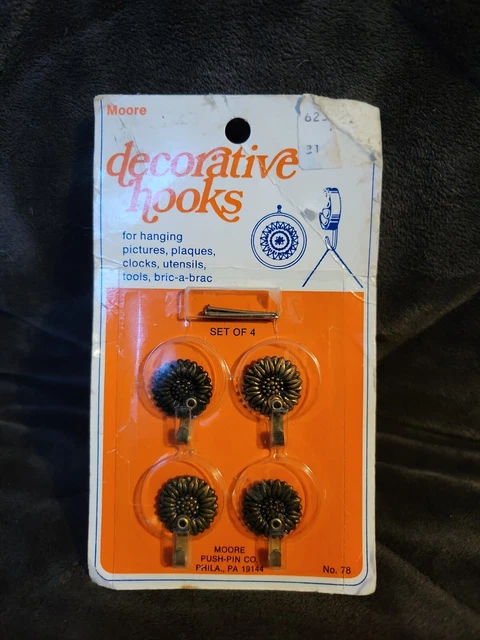 Moore
decorative
hooks
for hanging
pictures, plaques,
clocks, utensils,
tools, bric-a-brac
SET OF 4
MOORE
PUSH-PIN CO.
PHILA., PA 19144
No. 78